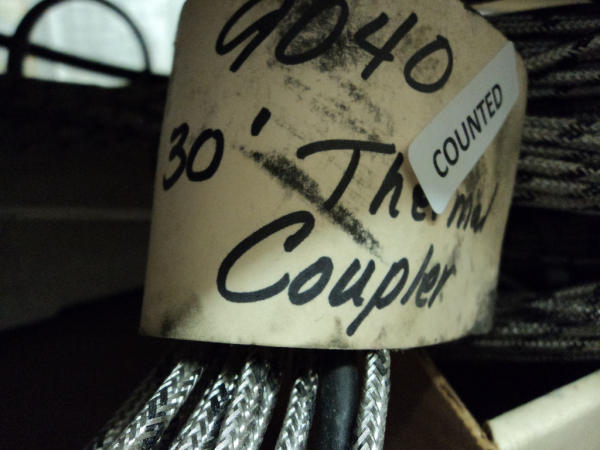 9040
COUNTED
30' Thermal
Coupler